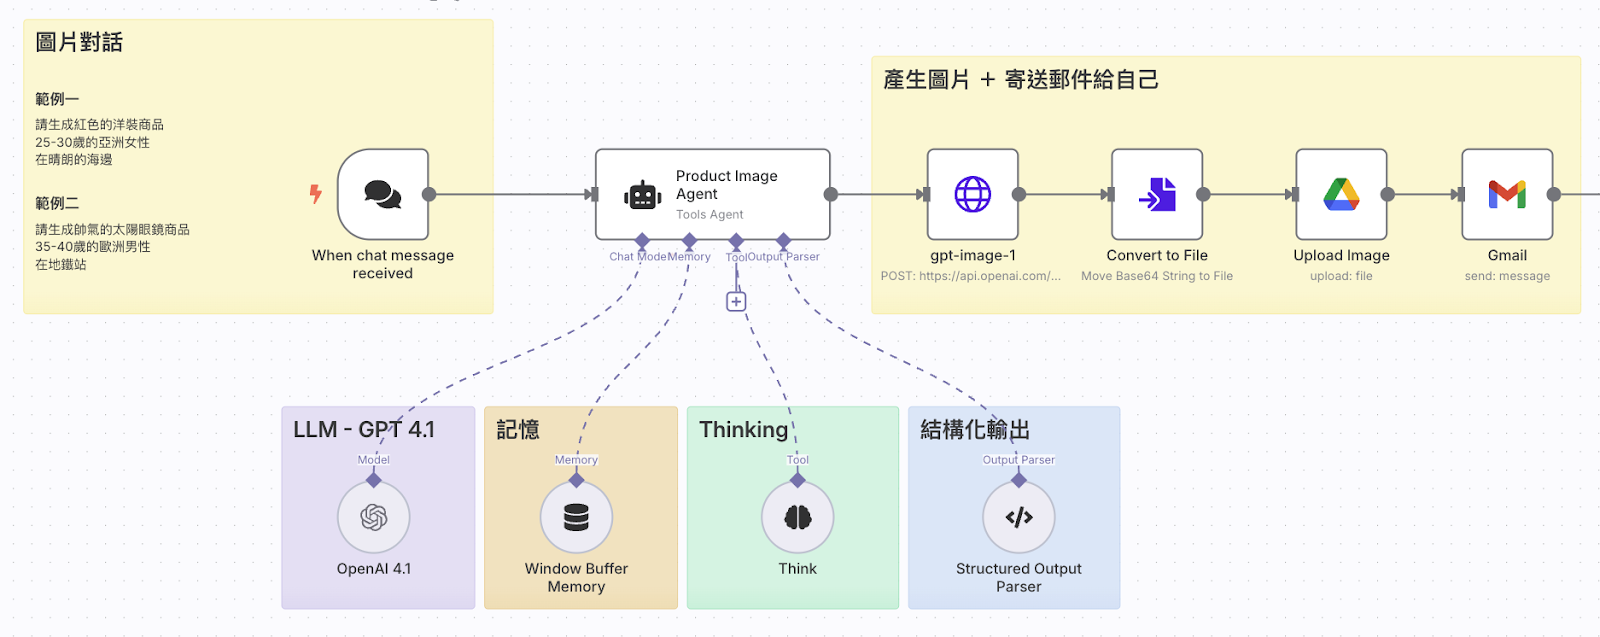 圖片對話
範例一
請生成紅色的洋裝商品
25-30歲的亞洲女性
在晴朗的海邊
範例二
請生成帥氣的太陽眼鏡商品
35-40歲的歐洲男性
在地鐵站
When chat message
received
Product Image
Agent
Tools Agent
Chat Mode
Memory
Tool
Output Parser
產生圖片 + 寄送郵件給自己
gpt-image-1
POST: https://api.openai.com/...
Convert to File
Move Base64 String to File
Upload Image
upload: file
Gmail
send: message
LLM - GPT 4.1
Model
OpenAI 4.1
記憶
Memory
Window Buffer
Memory
Thinking
Tool
Think
結構化輸出
Output Parser
Structured Output
Parser